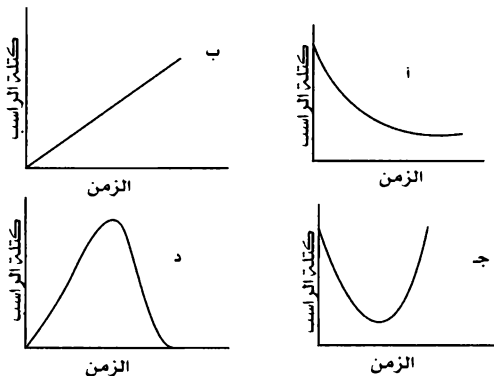 أ
كتلة الراسب
الزمن
ب
كتلة الراسب
الزمن
جـ
كتلة الراسب
الزمن
د
كتلة الراسب
الزمن